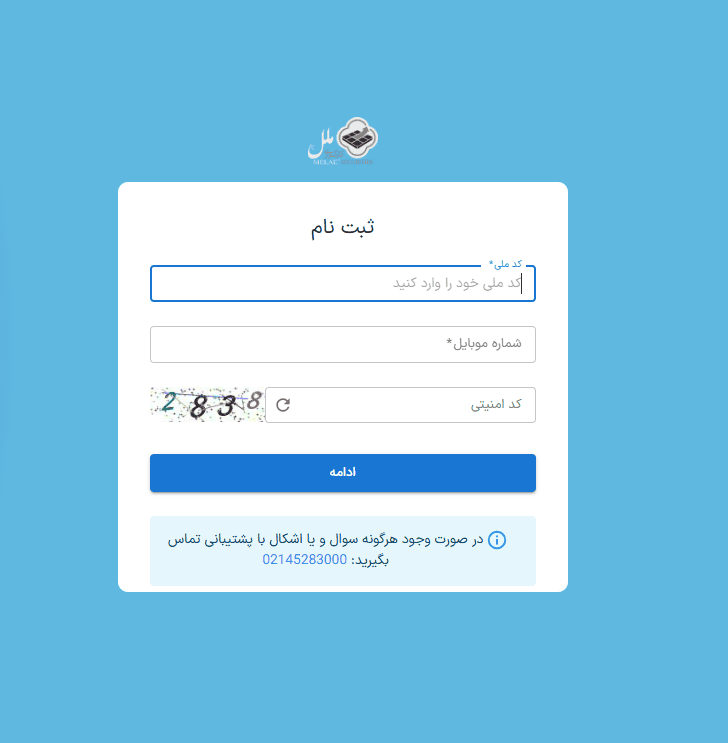 ملل
MELAL
ثبت نام
کد ملی*
کد ملی خود را وارد کنید
شماره موبایل*
کد امنیتی
2838
ادامه
در صورت وجود هرگونه سوال و یا اشکال با پشتیبانی تماس
بگیرید: 02145283000